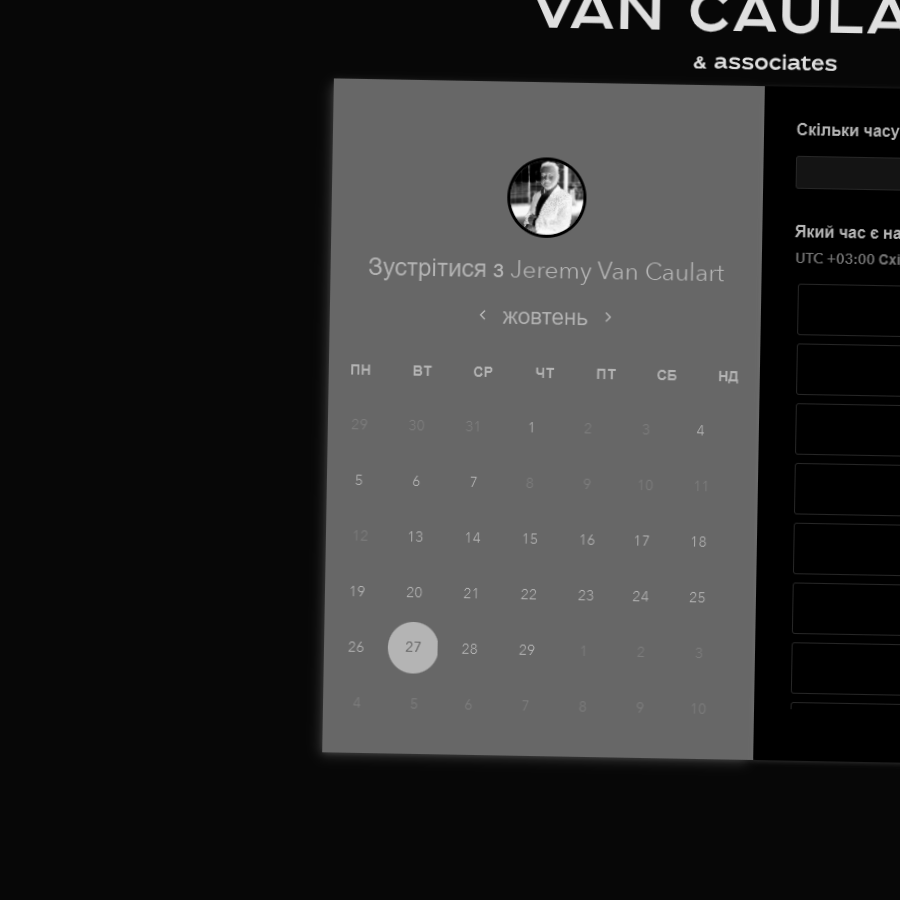 VAN CAULA
& associates
Зустрітися з Jeremy Van Caulart
жовтень
ПН ВТ СР ЧТ ПТ СБ НД
29 30 31 1 2 3 4
5 6 7 8 9 10 11
12 13 14 15 16 17 18
19 20 21 22 23 24 25
26 27 28 29 1 2 3
4 5 6 7 8 9 10
Скільки часу
Який час є на
UTC +03:00 Схі